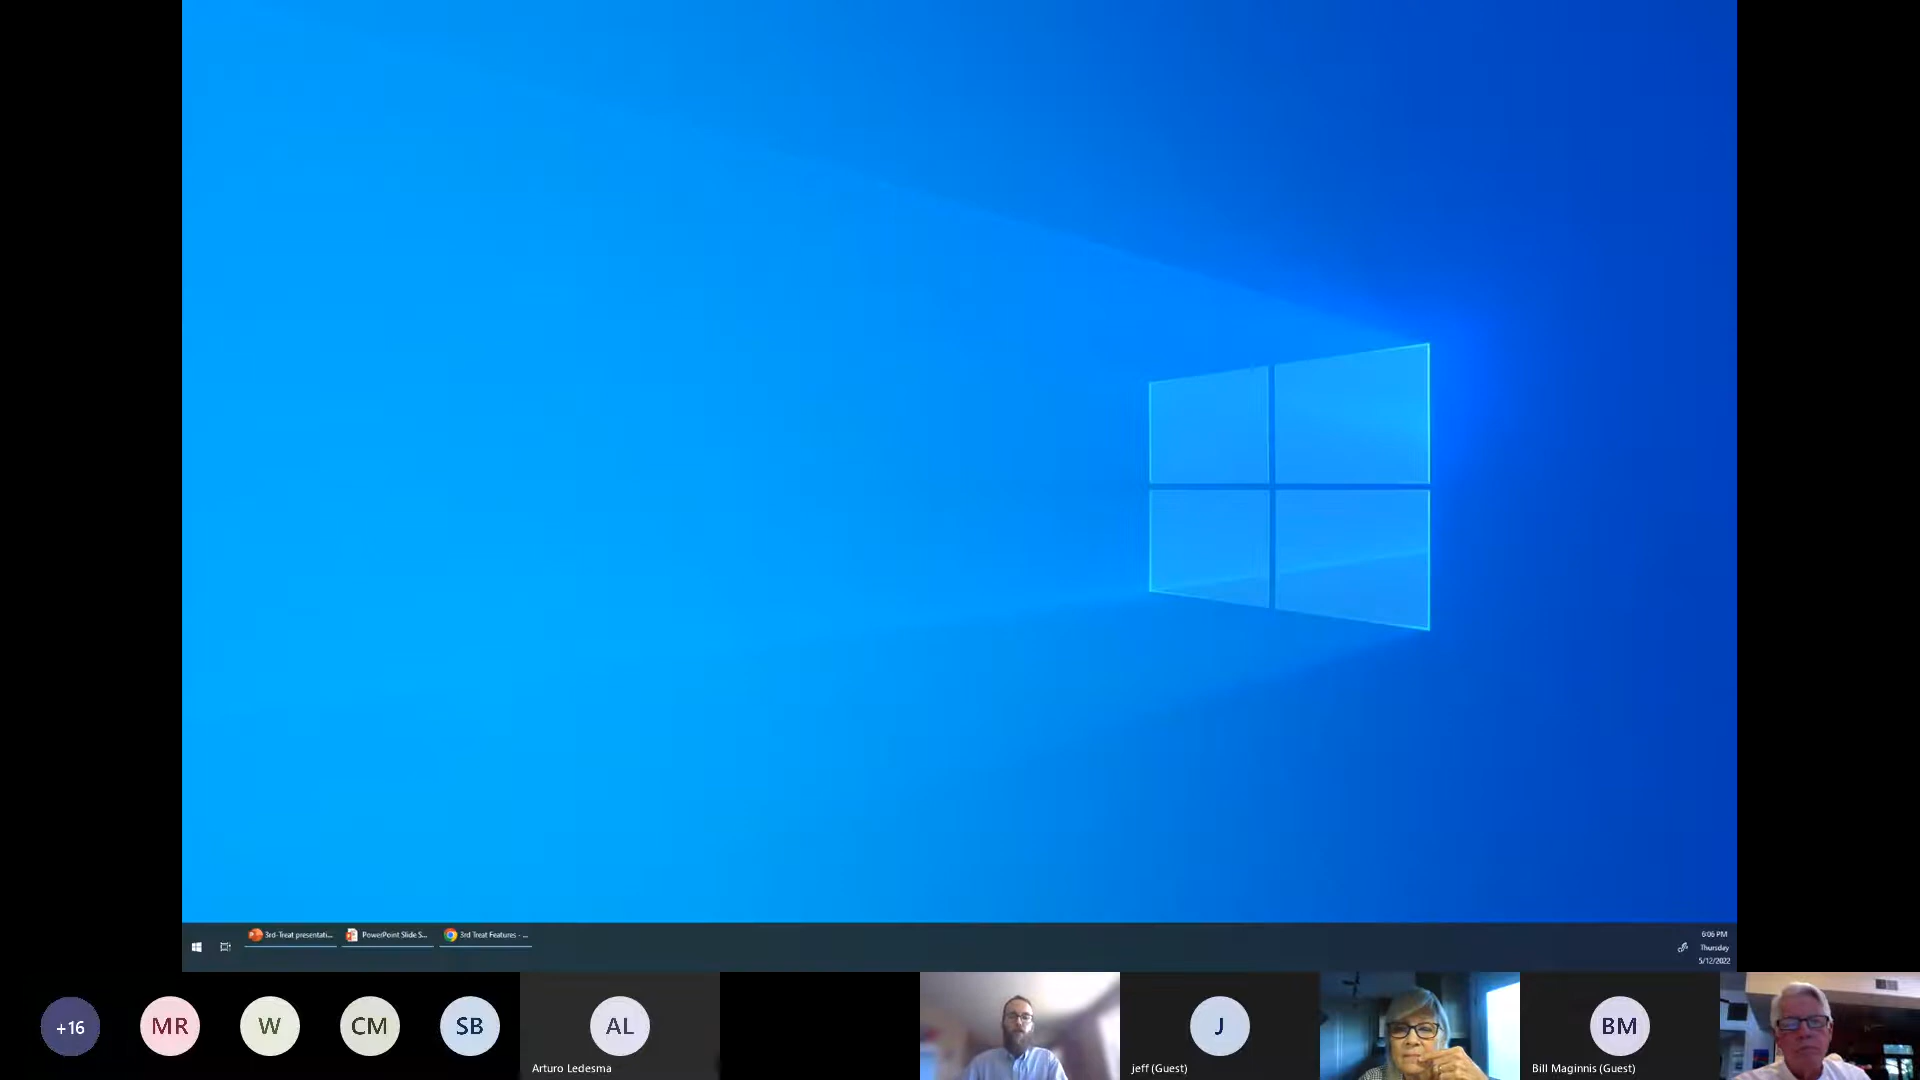 3rd-Treat presentati...
PowerPoint Slide S...
3rd Treat Features - ...
6:06 PM
Thursday
5/12/2022
+16
MR
W
CM
SB
AL
Arturo Ledesma
J
jeff (Guest)
BM
Bill Maginnis (Guest)